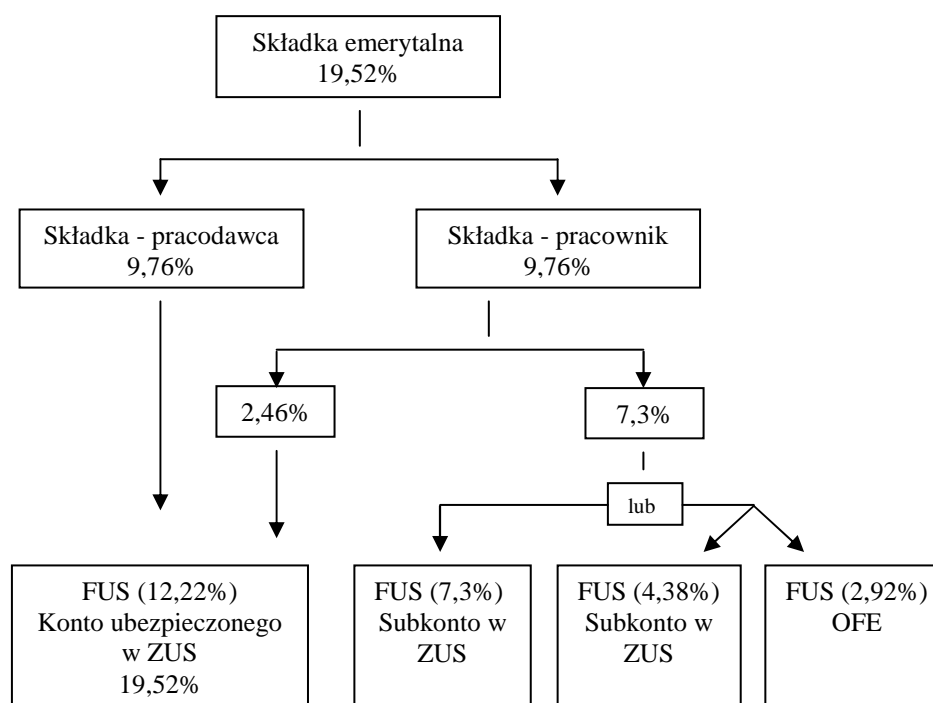 Składka emerytalna
19,52%
Składka - pracodawca
9,76%
Składka - pracownik
9,76%
2,46%
7,3%
lub
FUS (12,22%)
Konto ubezpieczonego
w ZUS
19,52%
FUS (7,3%)
Subkonto w
ZUS
FUS (4,38%)
Subkonto w
ZUS
FUS (2,92%)
OFE